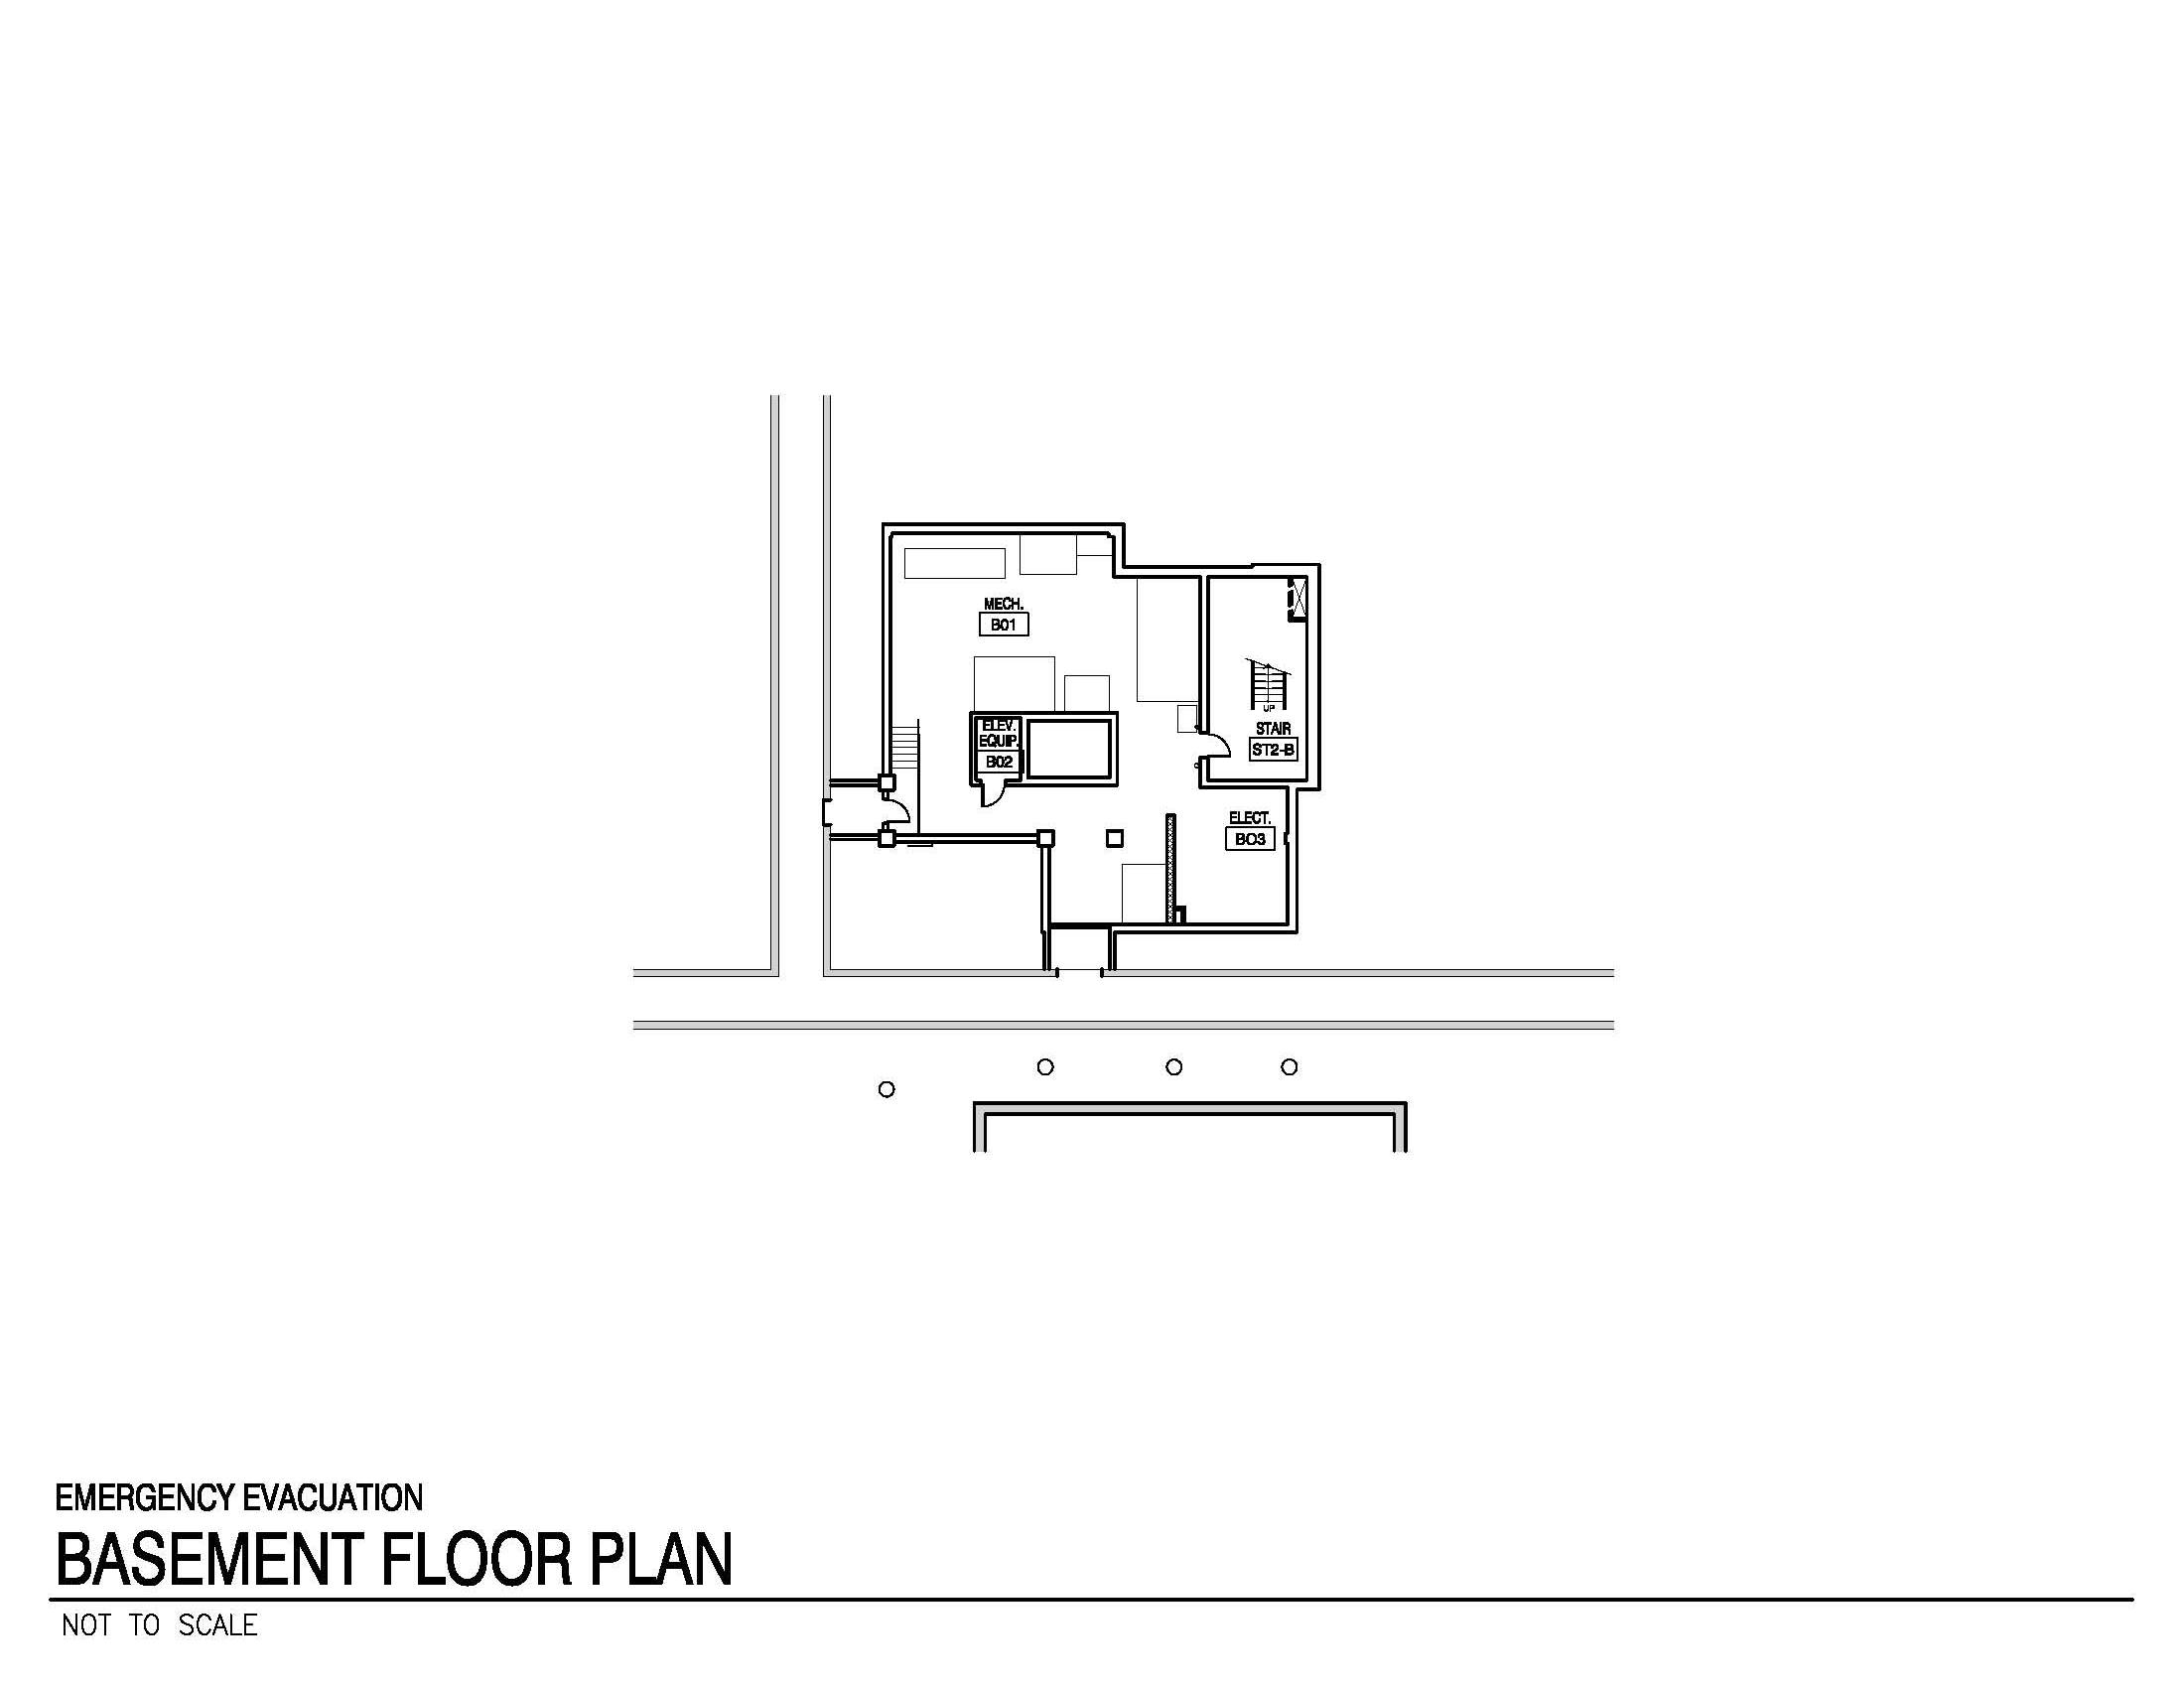 MECH.
B01
ELEV.
EQUIP.
B02
UP
STAIR
ST2-B
ELECT.
BO3
EMERGENCY EVACUATION
BASEMENT FLOOR PLAN
NOT TO SCALE